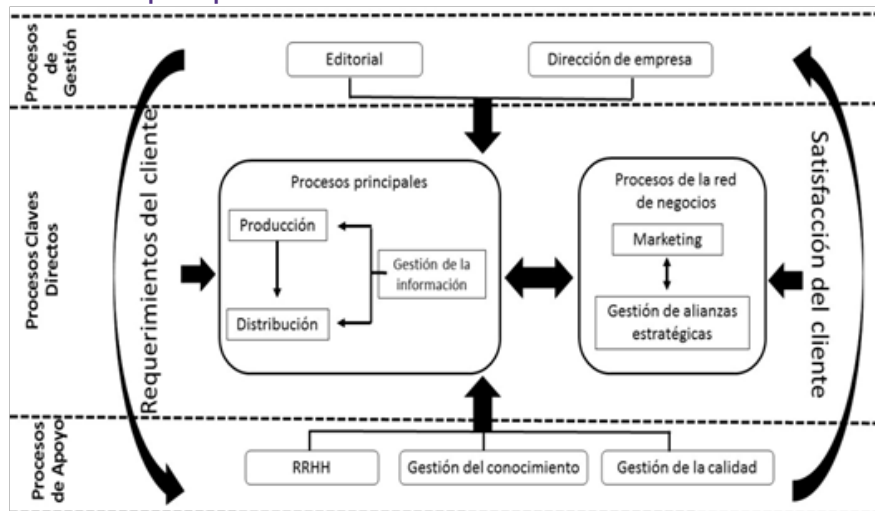 Procesos
de
Gestión
Editorial
Dirección de empresa
Requerimientos del cliente
Satisfacción del cliente
Procesos Claves
Directos
Procesos principales
Producción
Gestión de la
información
Distribución
Procesos de la red
de negocios
Marketing
Gestión de alianzas
estratégicas
Procesos
de Apoyo
RRHH
Gestión del conocimiento
Gestión de la calidad